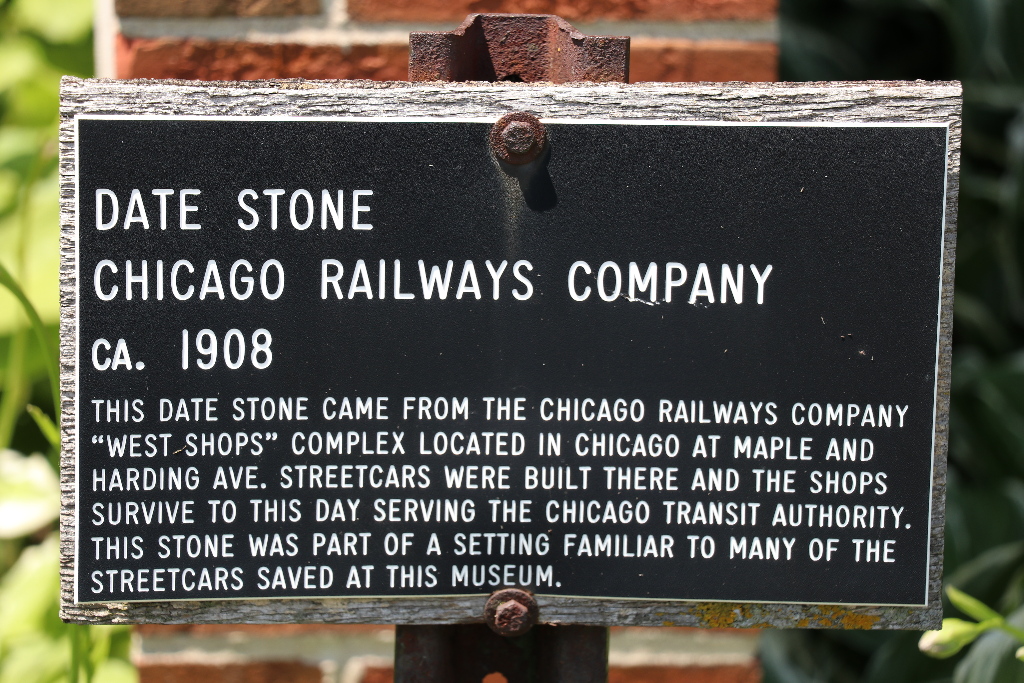 DATE STONE
CHICAGO RAILWAYS COMPANY
CA. 1908
THIS DATE STONE CAME FROM THE CHICAGO RAILWAYS COMPANY
“WEST SHOPS” COMPLEX LOCATED IN CHICAGO AT MAPLE AND
HARDING AVE. STREETCARS WERE BUILT THERE AND THE SHOPS
SURVIVE TO THIS DAY SERVING THE CHICAGO TRANSIT AUTHORITY.
THIS STONE WAS PART OF A SETTING FAMILIAR TO MANY OF THE
STREETCARS SAVED AT THIS MUSEUM.